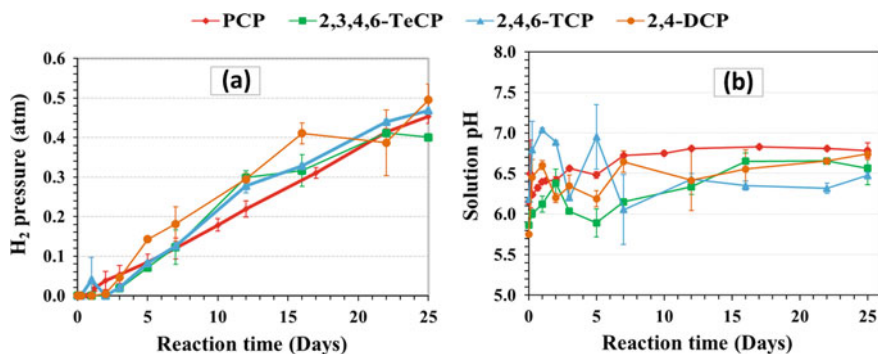 PCP 2,3,4,6-TeCP 2,4,6-TCP 2,4-DCP
(a)
H₂ pressure (atm)
0.6
0.5
0.4
0.3
0.2
0.1
0.0
0 5 10 15 20 25
Reaction time (Days)
(b)
Solution pH
8.0
7.5
7.0
6.5
6.0
5.5
5.0
0 5 10 15 20 25
Reaction time (Days)